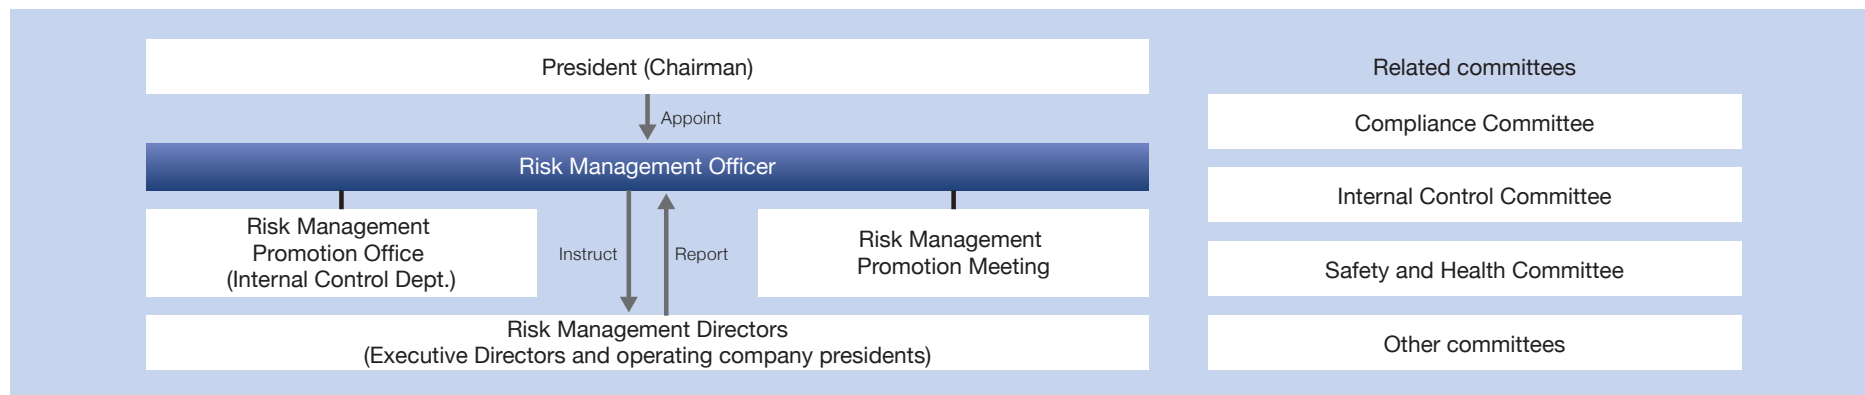 President (Chairman)
Appoint
Risk Management Officer
Risk Management
Promotion Office
(Internal Control Dept.)
Instruct
Report
Risk Management
Promotion Meeting
Risk Management Directors
(Executive Directors and operating company presidents)
Related committees
Compliance Committee
Internal Control Committee
Safety and Health Committee
Other committees